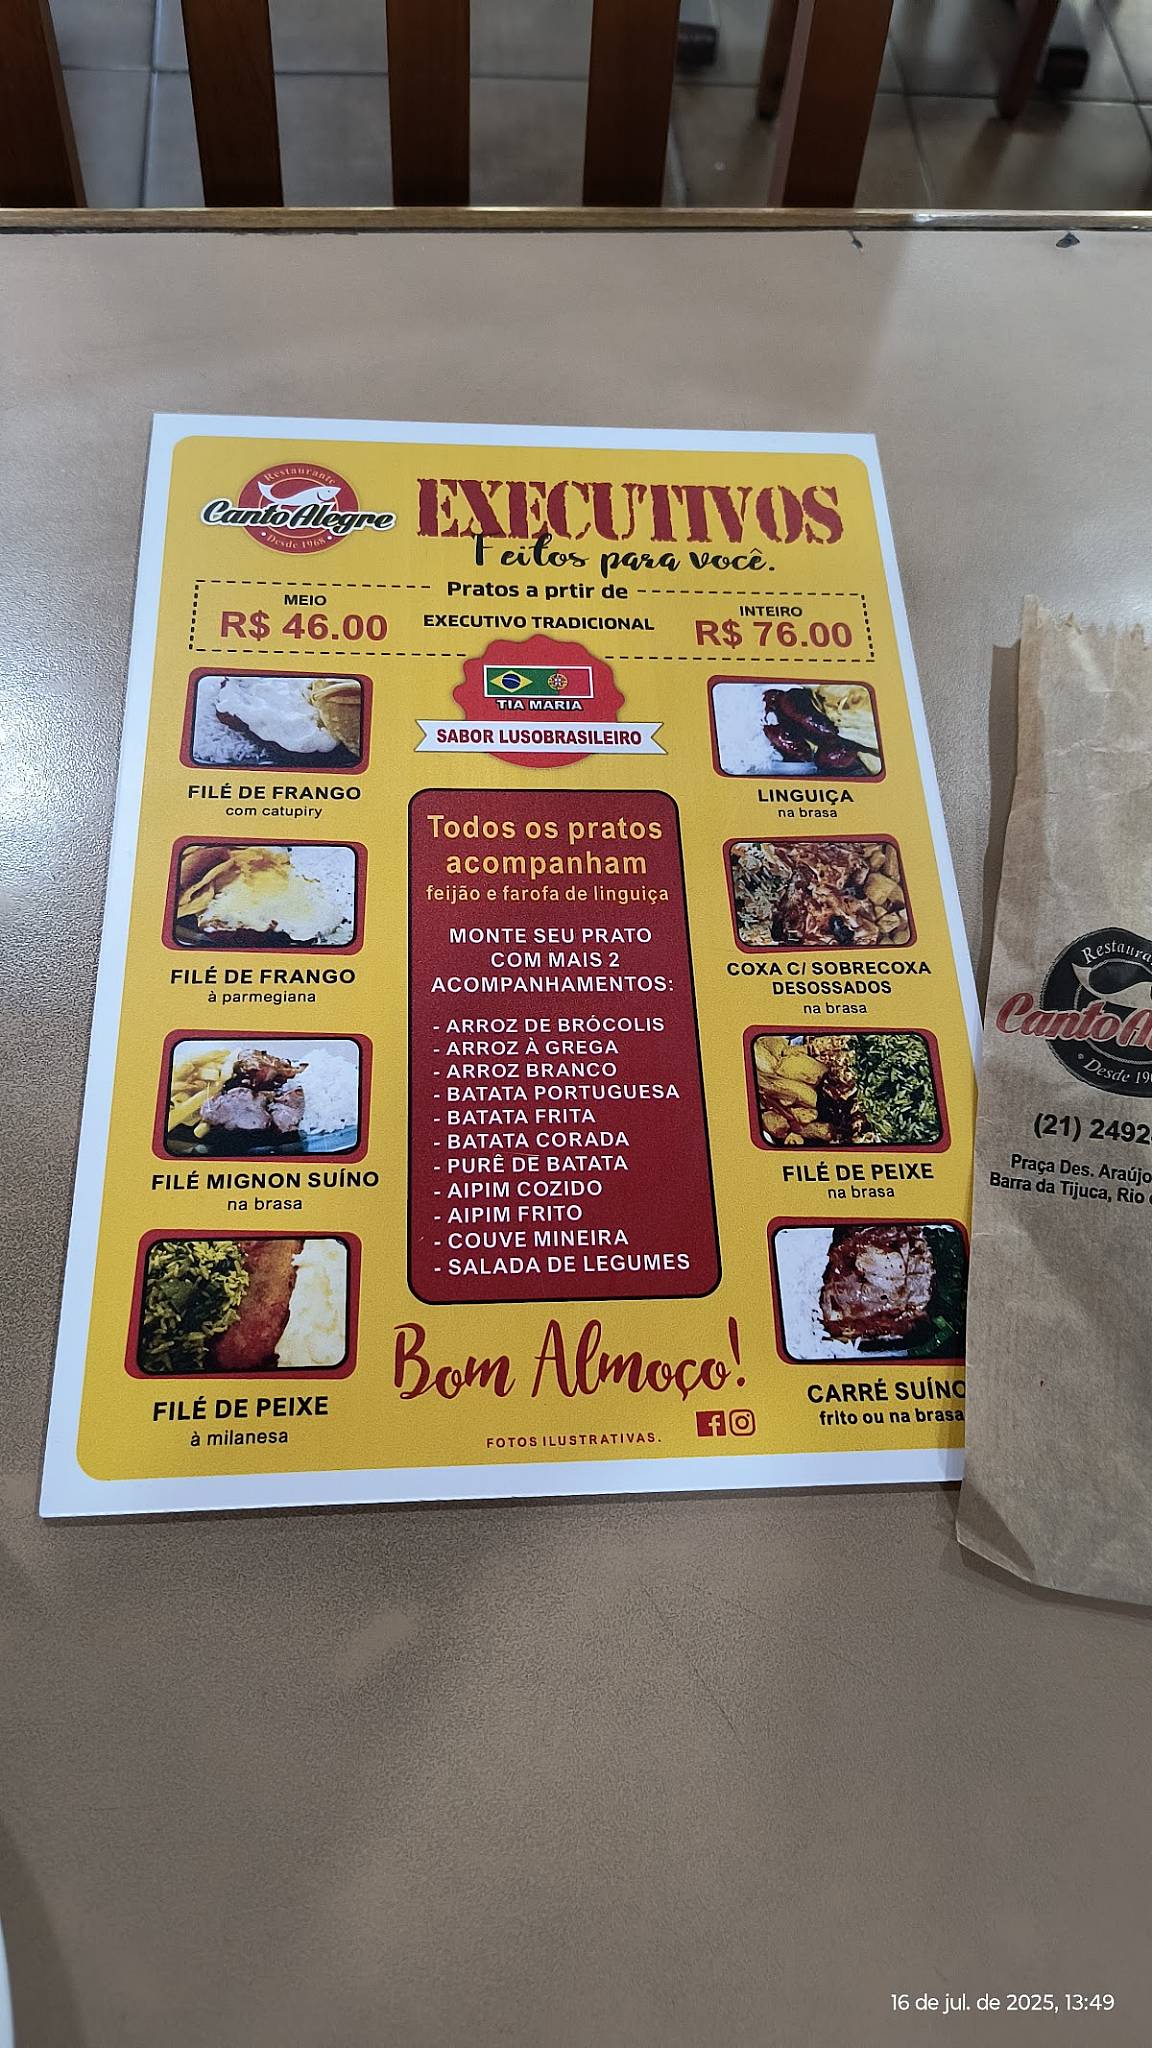 Restaurante
Canto Alegre
• Desde 1968 •
EXECUTIVOS
Feitos para você.
Pratos a prtir de
MEIO
R$ 46.00
EXECUTIVO TRADICIONAL
INTEIRO
R$ 76.00
TIA MARIA
SABOR LUSOBRASILEIRO
FILÉ DE FRANGO
com catupiry
FILÉ DE FRANGO
à parmegiana
FILÉ MIGNON SUÍNO
na brasa
FILÉ DE PEIXE
à milanesa
Todos os pratos
acompanham
feijão e farofa de linguiça
MONTE SEU PRATO
COM MAIS 2
ACOMPANHAMENTOS:
- ARROZ DE BRÓCOLIS
- ARROZ À GREGA
- ARROZ BRANCO
- BATATA PORTUGUESA
- BATATA FRITA
- BATATA CORADA
- PURÊ DE BATATA
- AIPIM COZIDO
- AIPIM FRITO
- COUVE MINEIRA
- SALADA DE LEGUMES
LINGUIÇA
na brasa
COXA C/ SOBRECOXA
DESOSSADOS
na brasa
FILÉ DE PEIXE
na brasa
CARRÉ SUÍNO
frito ou na brasa
Bom Almoço!
FOTOS ILUSTRATIVAS.
Restaura
Canto
• Desde 19
(21) 2492
Praça Des. Araújo
Barra da Tijuca, Rio
16 de jul. de 2025, 13:49